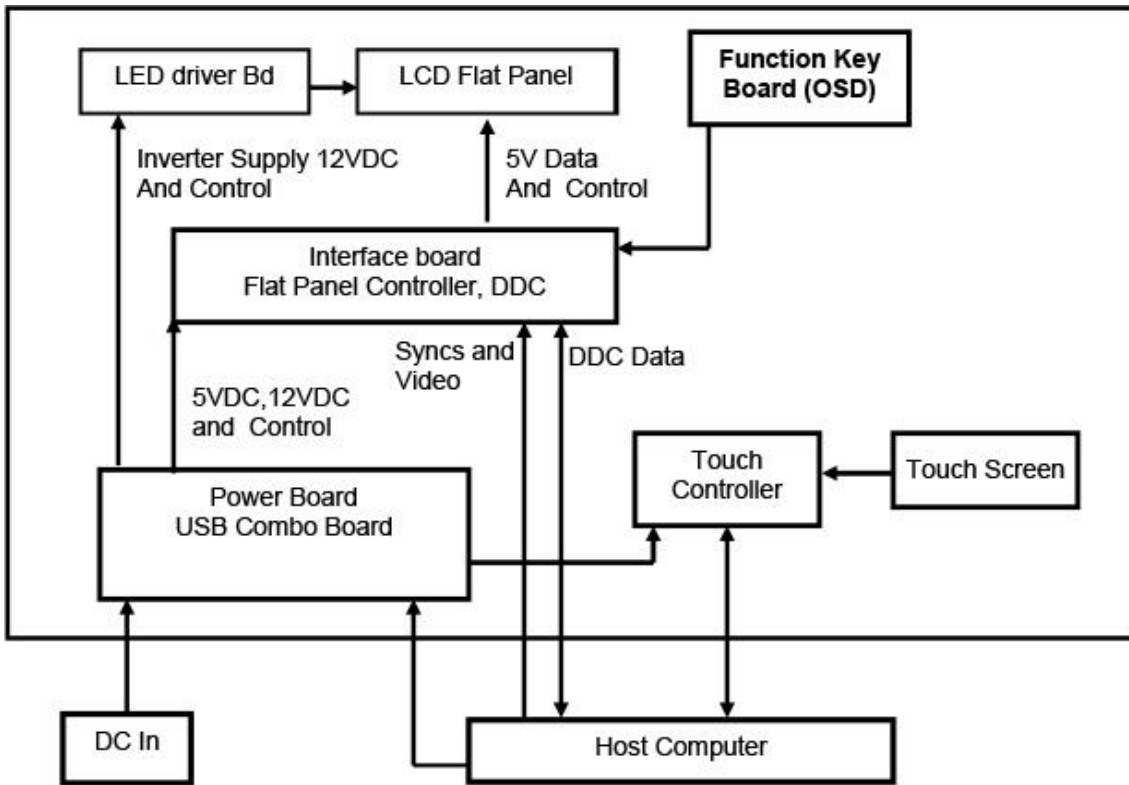 LED driver Bd
LCD Flat Panel
Function Key
Board (OSD)
Inverter Supply 12VDC
And Control
5V Data
And Control
Interface board
Flat Panel Controller, DDC
Syncs and
Video
DDC Data
5VDC,12VDC
and Control
Touch
Controller
Touch Screen
Power Board
USB Combo Board
DC In
Host Computer